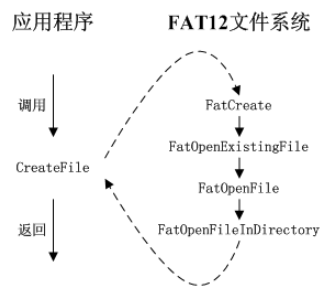 应用程序
FAT12文件系统
调用
CreateFile
返回
FatCreate
FatOpenExistingFile
FatOpenFile
FatOpenFileInDirectory